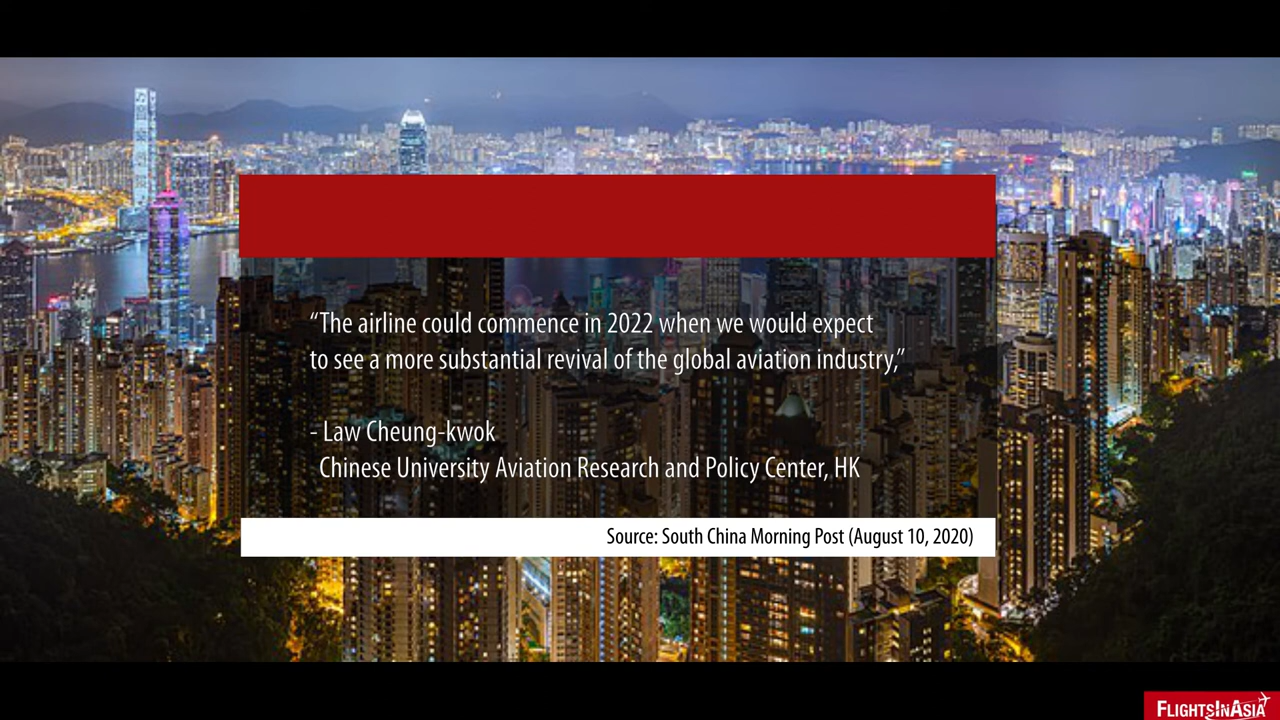 “The airline could commence in 2022 when we would expect
to see a more substantial revival of the global aviation industry,”
- Law Cheung-kwok
Chinese University Aviation Research and Policy Center, HK
Source: South China Morning Post (August 10, 2020)
FLIGHTSINASIA